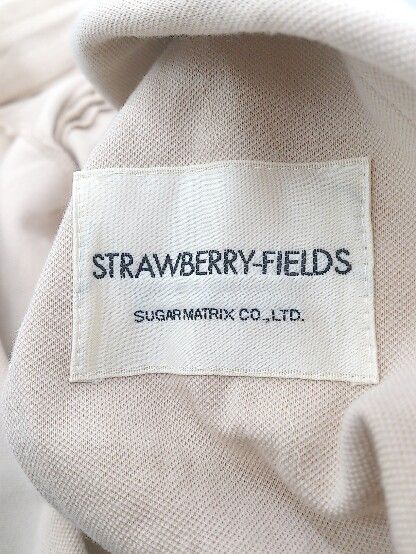 STRAWBERRY-FIELDS
SUGAR MATRIX CO.,LTD.